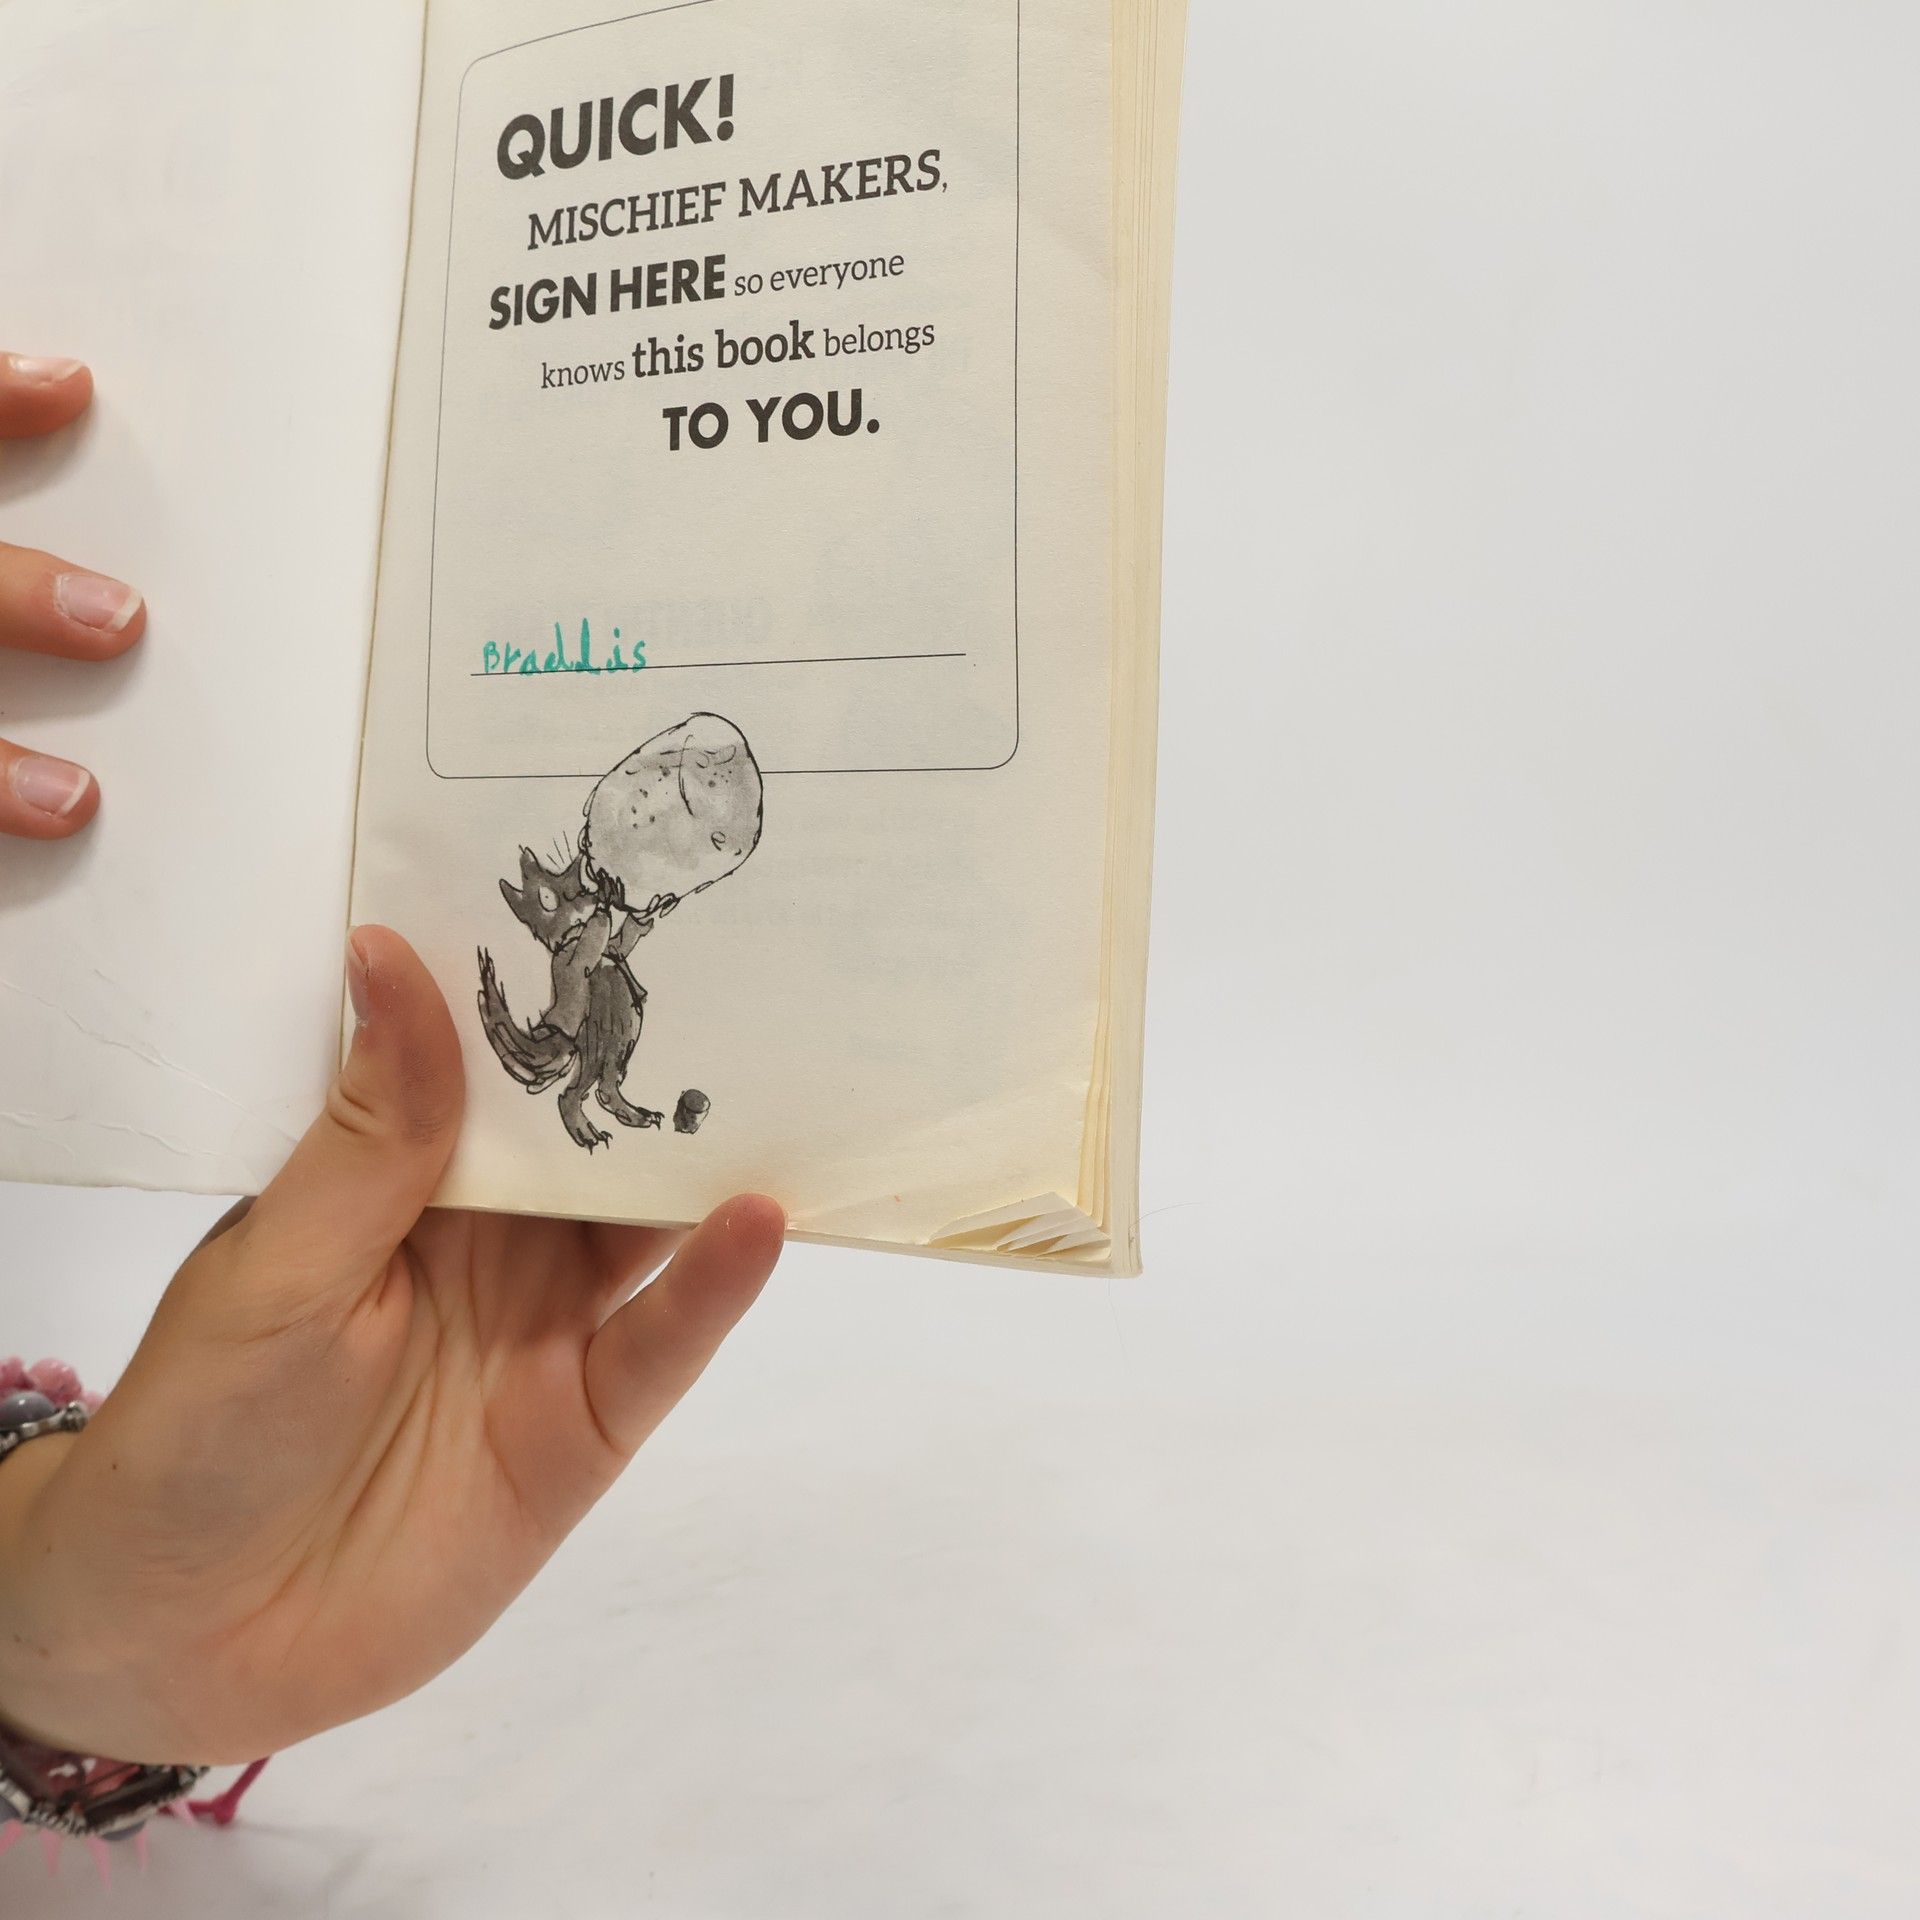 QUICK!
MISCHIEF MAKERS,
SIGN HERE so everyone
knows this book belongs
TO YOU.
Braddis